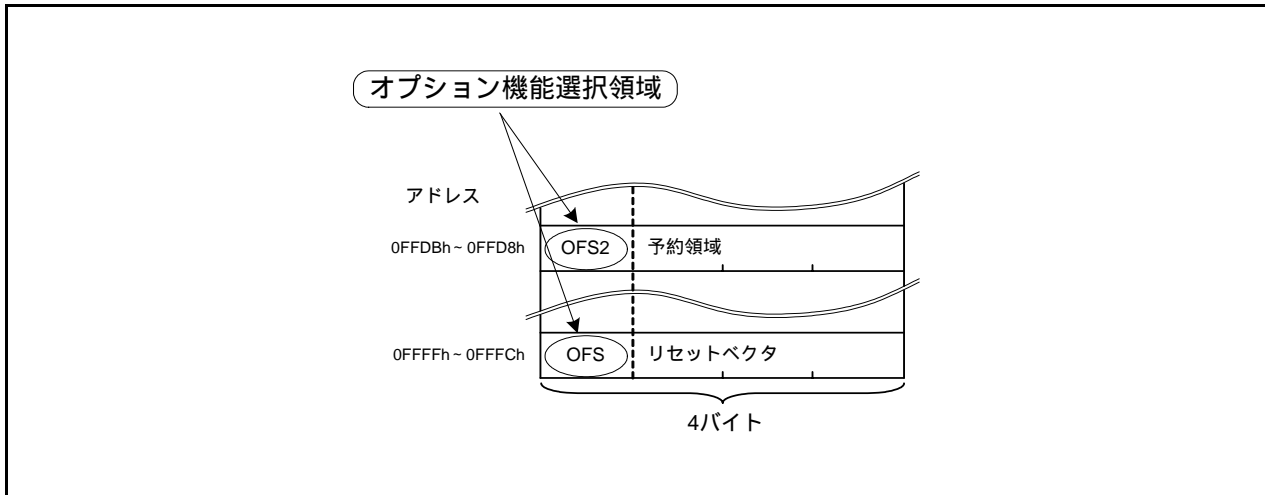 オプション機能選択領域
アドレス
0FFDBh ~ 0FFD8h OFS2 予約領域
0FFFFh ~ 0FFFCh OFS リセットベクタ
4バイト